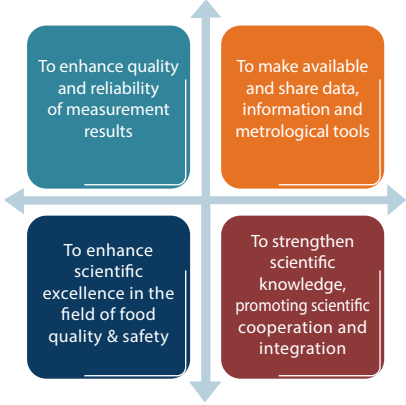 To enhance quality
and reliability
of measurement
results
To make available
and share data,
information and
metrological tools
To enhance
scientific
excellence in the
field of food
quality & safety
To strengthen
scientific
knowledge,
promoting scientific
cooperation and
integration